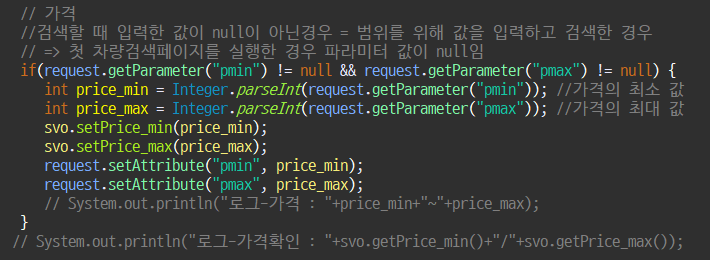 // 가격
//검색할 때 입력한 값이 null이 아닌경우 = 범위를 위해 값을 입력하고 검색한 경우
// => 첫 차량검색페이지를 실행한 경우 파라미터 값이 null임
if(request.getParameter("pmin") != null && request.getParameter("pmax") != null) {
int price_min = Integer.parseInt(request.getParameter("pmin")); //가격의 최소 값
int price_max = Integer.parseInt(request.getParameter("pmax")); //가격의 최대 값
svo.setPrice_min(price_min);
svo.setPrice_max(price_max);
request.setAttribute("pmin", price_min);
request.setAttribute("pmax", price_max);
// System.out.println("로그-가격 : "+price_min+"~"+price_max);
}
// System.out.println("로그-가격확인 : "+svo.getPrice_min()+"/"+svo.getPrice_max());